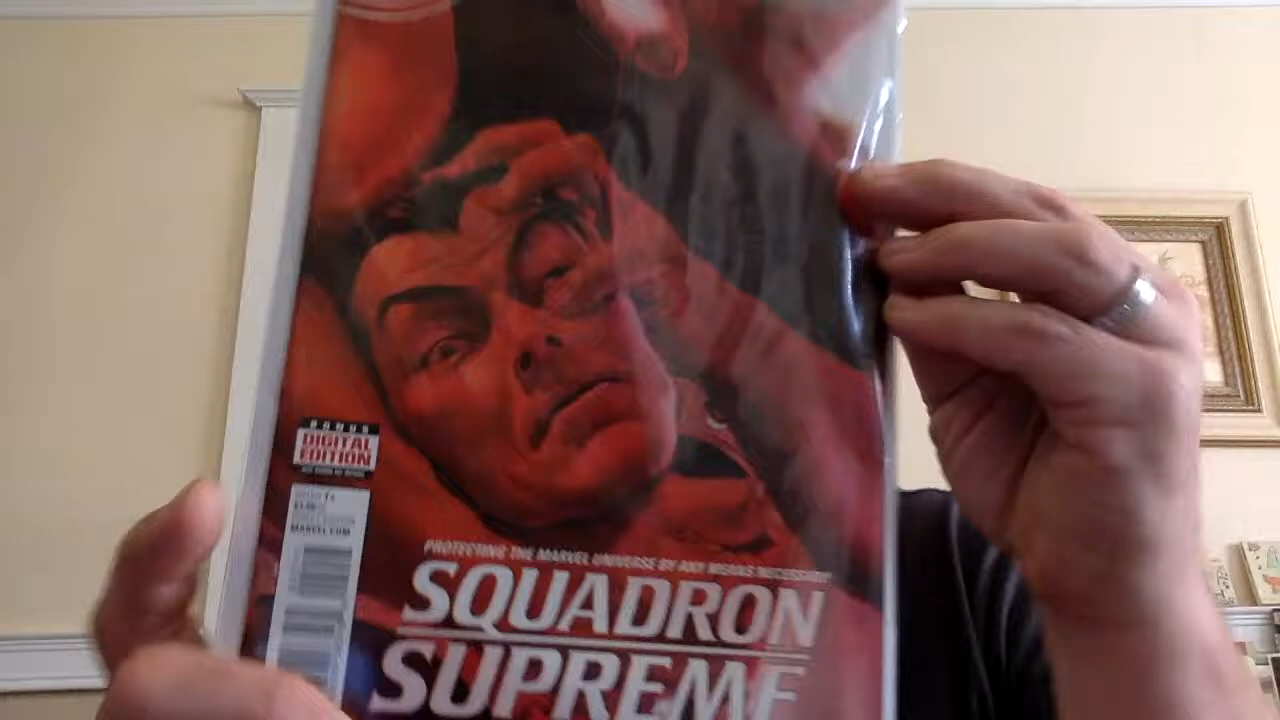 BONUS
DIGITAL
EDITION
MARVEL.COM
PROTECTING THE MARVEL UNIVERSE BY ANY MEANS NECESSARY
SQUADRON
SUPREME